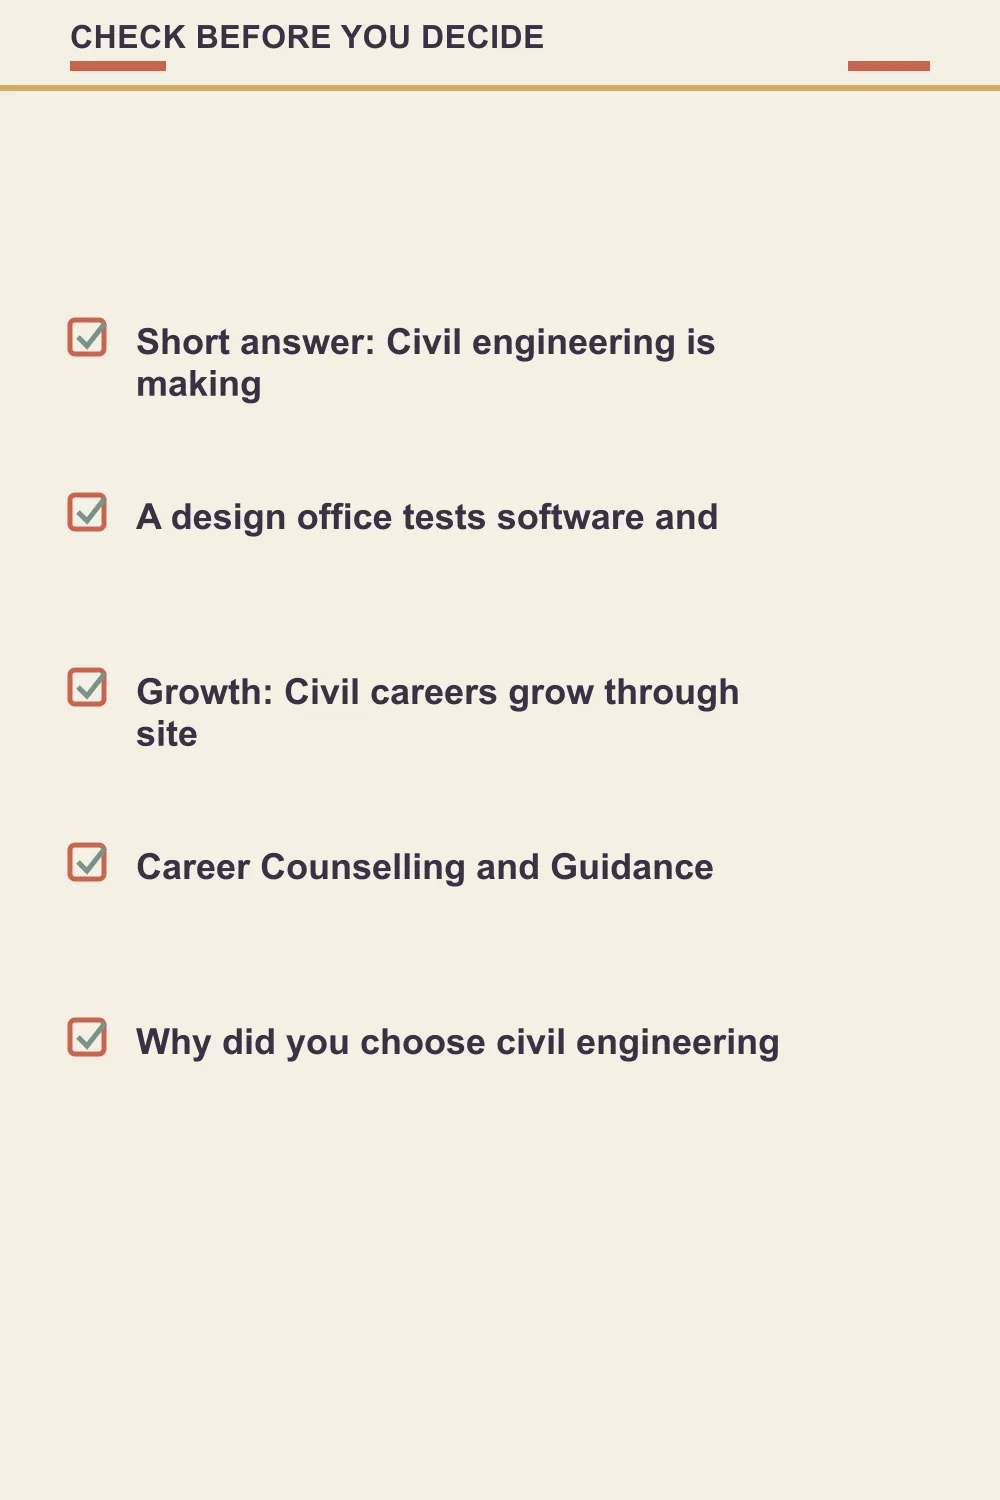 CHECK BEFORE YOU DECIDE
Short answer: Civil engineering is
making
A design office tests software and
Growth: Civil careers grow through
site
Career Counselling and Guidance
Why did you choose civil engineering